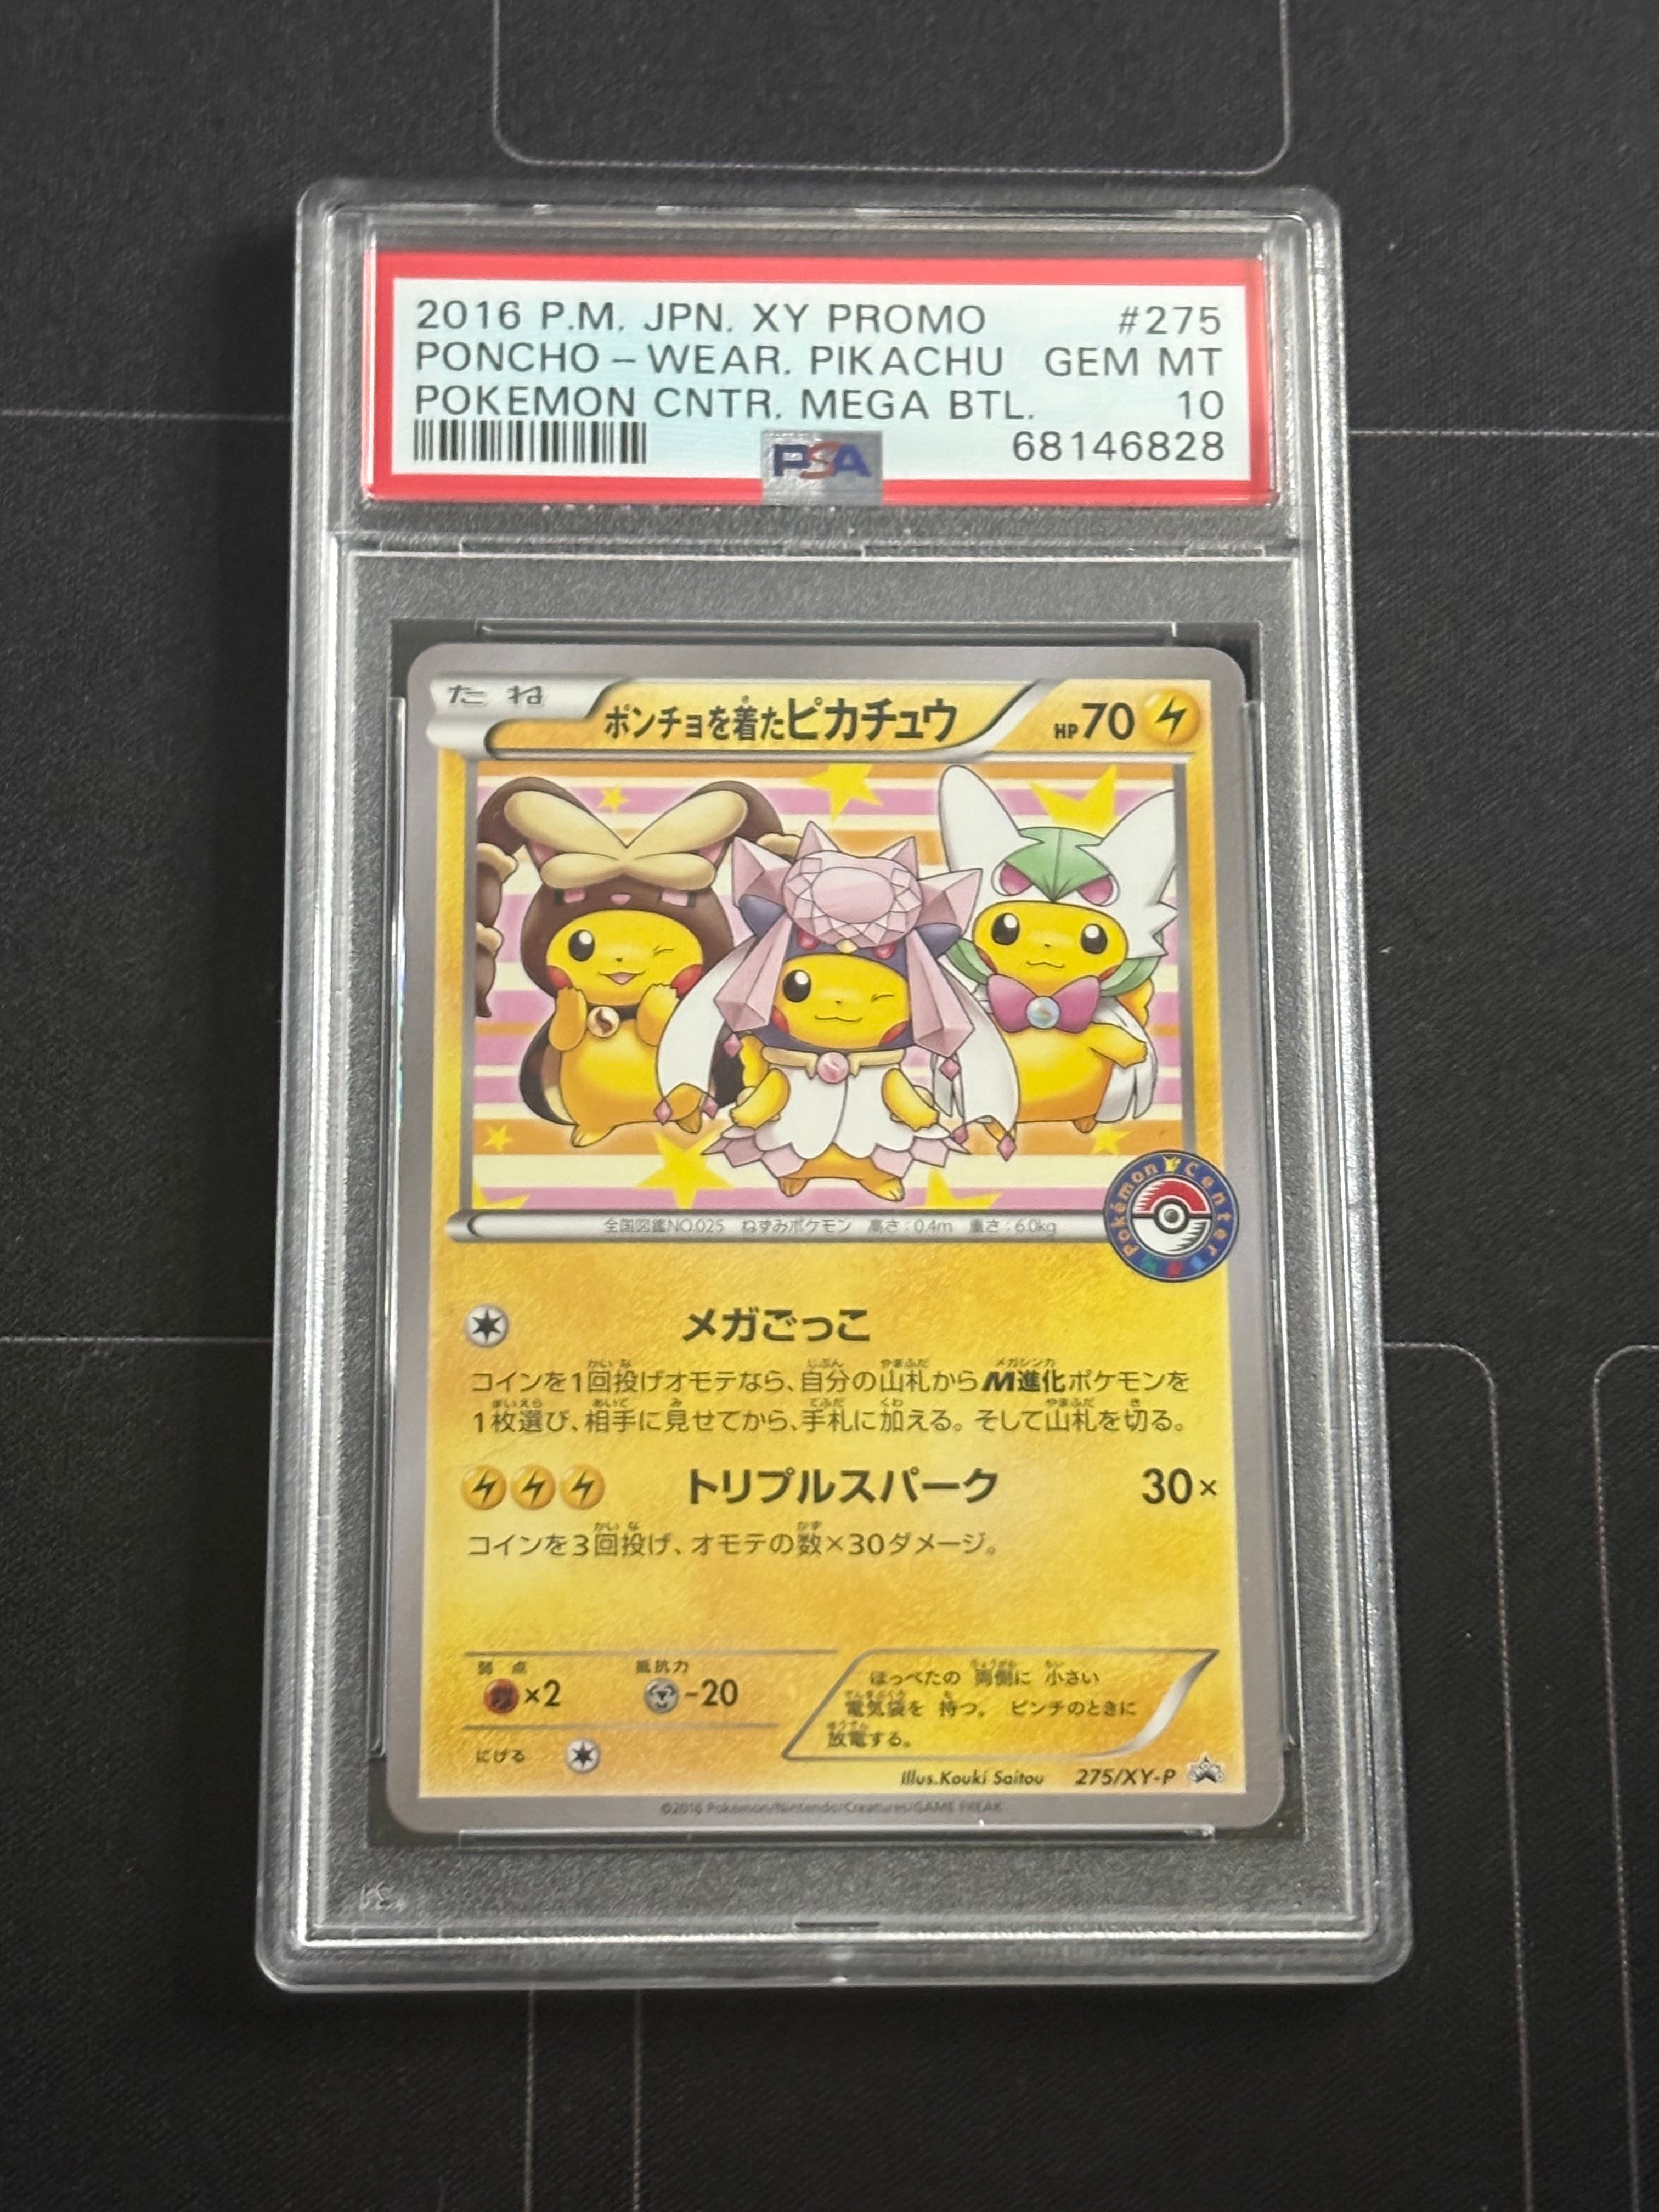 2016 P.M. JPN. XY PROMO #275
PONCHO-WEAR. PIKACHU GEM MT
POKEMON CNTR. MEGA BTL. 10
PSA 68146828
たね ポンチョを着たピカチュウ HP70
全国図鑑NO.025 ねずみポケモン 高さ:0.4m 重さ:6.0kg
Pokémon Center
メガごっこ
コインを1回投げオモテなら、自分の山札からM進化ポケモンを
1枚選び、相手に見せてから、手札に加える。そして山札を切る。
トリプルスパーク 30×
コインを3回投げ、オモテの数×30ダメージ。
弱点 抵抗力
×2 -20
にげる
ほっぺたの 両側に 小さい
電気袋を 持つ。 ピンチのときに
放電する。
Illus.Kouki Saitou 275/XY-P
©2016 Pokémon/Nintendo/Creatures/GAME FREAK